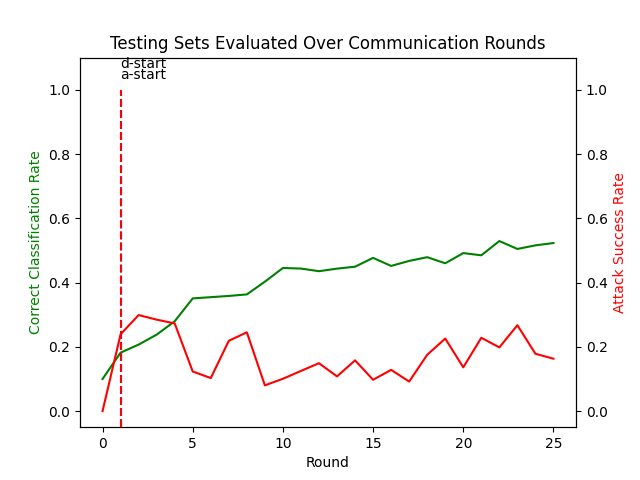 Testing Sets Evaluated Over Communication Rounds
d-start
a-start
1.0
0.8
0.6
0.4
0.2
0.0
Correct Classification Rate
1.0
0.8
0.6
0.4
0.2
0.0
Attack Success Rate
0 5 10 15 20 25
Round